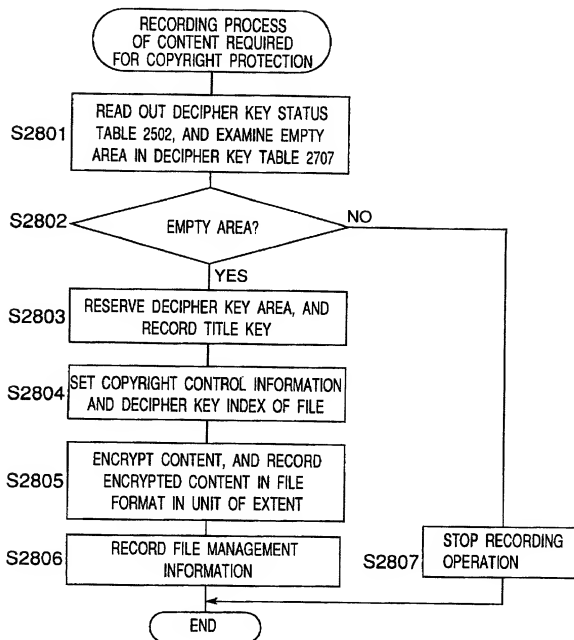 RECORDING PROCESS
OF CONTENT REQUIRED
FOR COPYRIGHT PROTECTION
S2801
READ OUT DECIPHER KEY STATUS
TABLE 2502, AND EXAMINE EMPTY
AREA IN DECIPHER KEY TABLE 2707
S2802
EMPTY AREA?
NO
YES
S2803
RESERVE DECIPHER KEY AREA, AND
RECORD TITLE KEY
S2804
SET COPYRIGHT CONTROL INFORMATION
AND DECIPHER KEY INDEX OF FILE
S2805
ENCRYPT CONTENT, AND RECORD
ENCRYPTED CONTENT IN FILE
FORMAT IN UNIT OF EXTENT
S2806
RECORD FILE MANAGEMENT
INFORMATION
S2807
STOP RECORDING
OPERATION
END